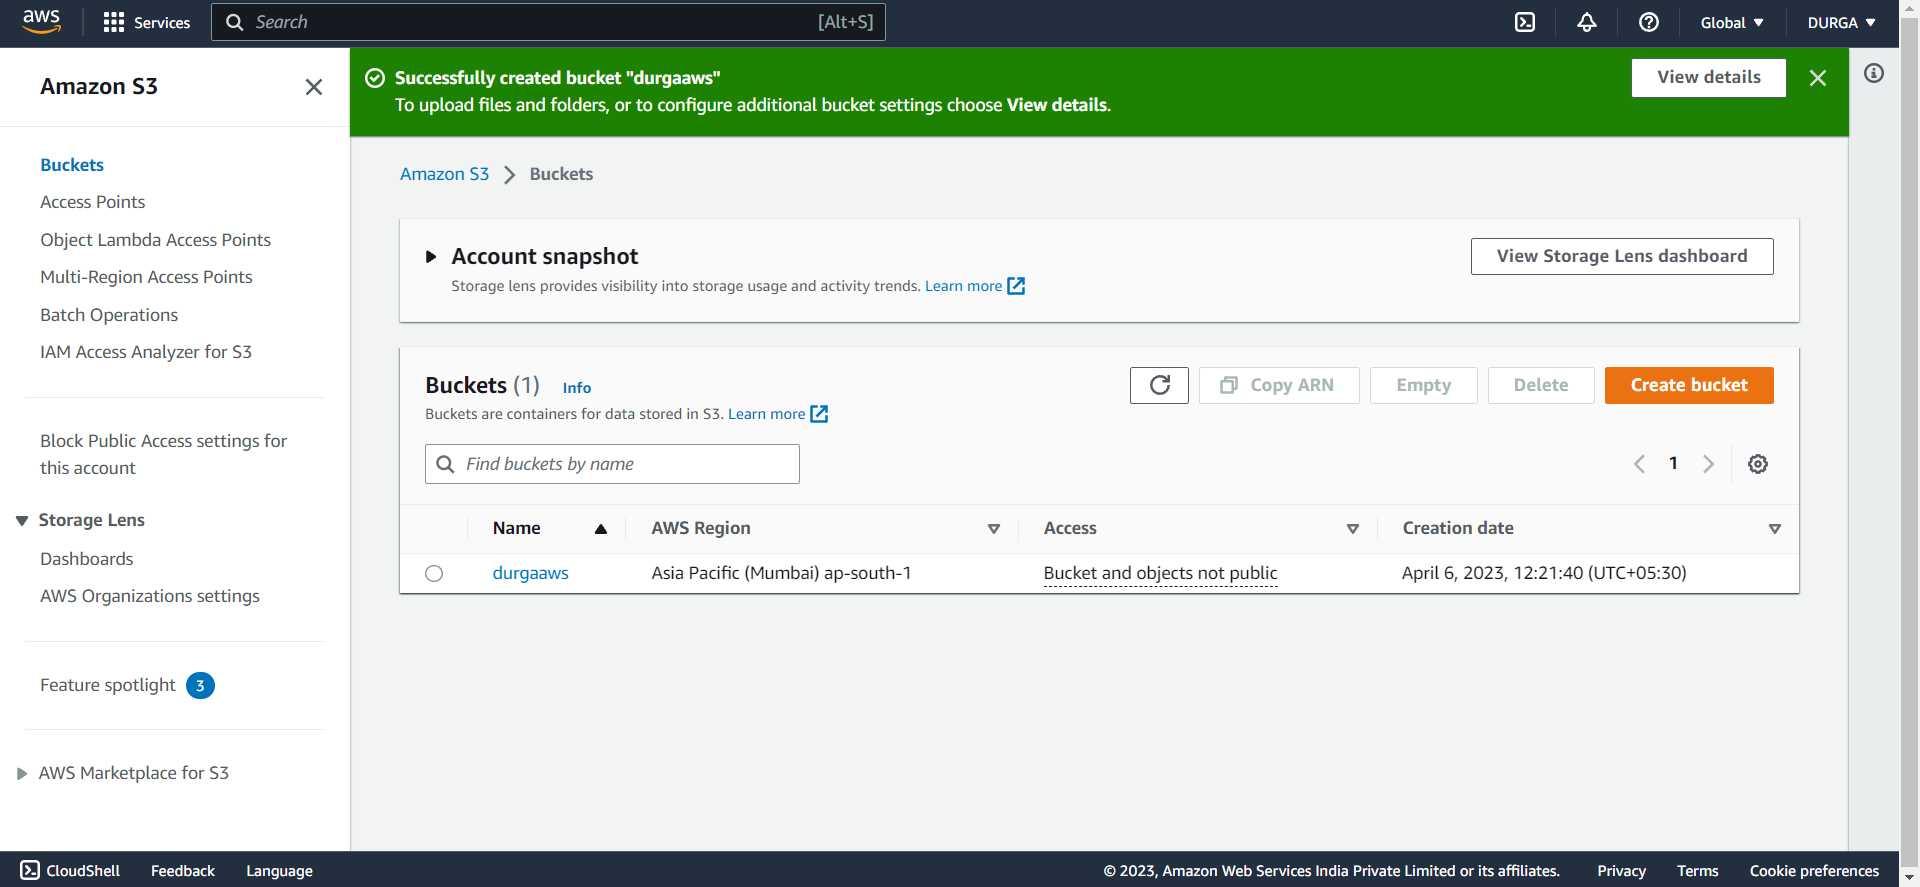 aws
Services
Search
[Alt+S]
Global
DURGA
Amazon S3
Buckets
Access Points
Object Lambda Access Points
Multi-Region Access Points
Batch Operations
IAM Access Analyzer for S3
Block Public Access settings for
this account
Storage Lens
Dashboards
AWS Organizations settings
Feature spotlight 3
AWS Marketplace for S3
Successfully created bucket "durgaaws"
To upload files and folders, or to configure additional bucket settings choose View details.
View details
Amazon S3 Buckets
Account snapshot
Storage lens provides visibility into storage usage and activity trends. Learn more
View Storage Lens dashboard
Buckets (1) Info
Buckets are containers for data stored in S3. Learn more
Copy ARN
Empty
Delete
Create bucket
Find buckets by name
1
Name AWS Region Access Creation date
durgaaws Asia Pacific (Mumbai) ap-south-1 Bucket and objects not public April 6, 2023, 12:21:40 (UTC+05:30)
CloudShell Feedback Language
© 2023, Amazon Web Services India Private Limited or its affiliates. Privacy Terms Cookie preferences